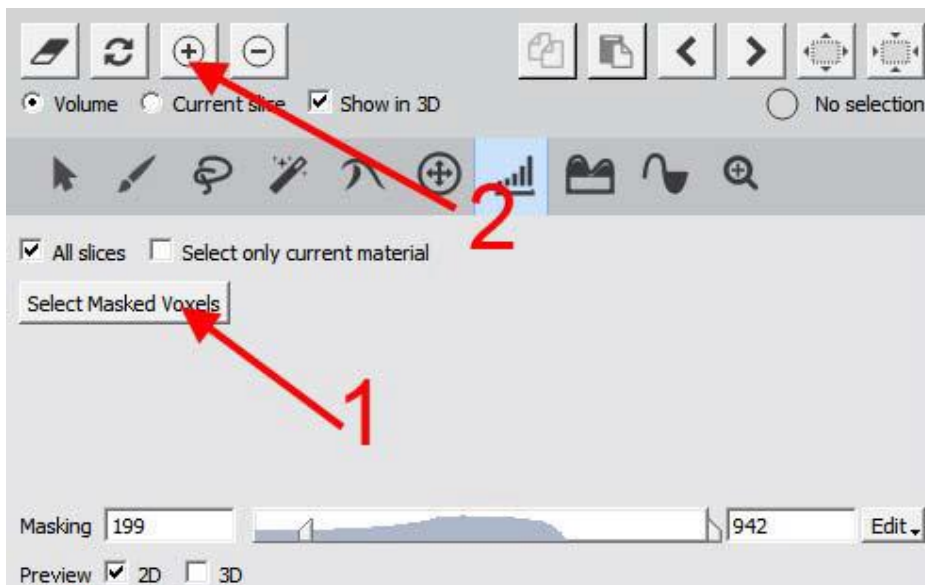 Volume Current slice Show in 3D No selection
2
All slices Select only current material
Select Masked Voxels
1
Masking 199 942 Edit
Preview 2D 3D